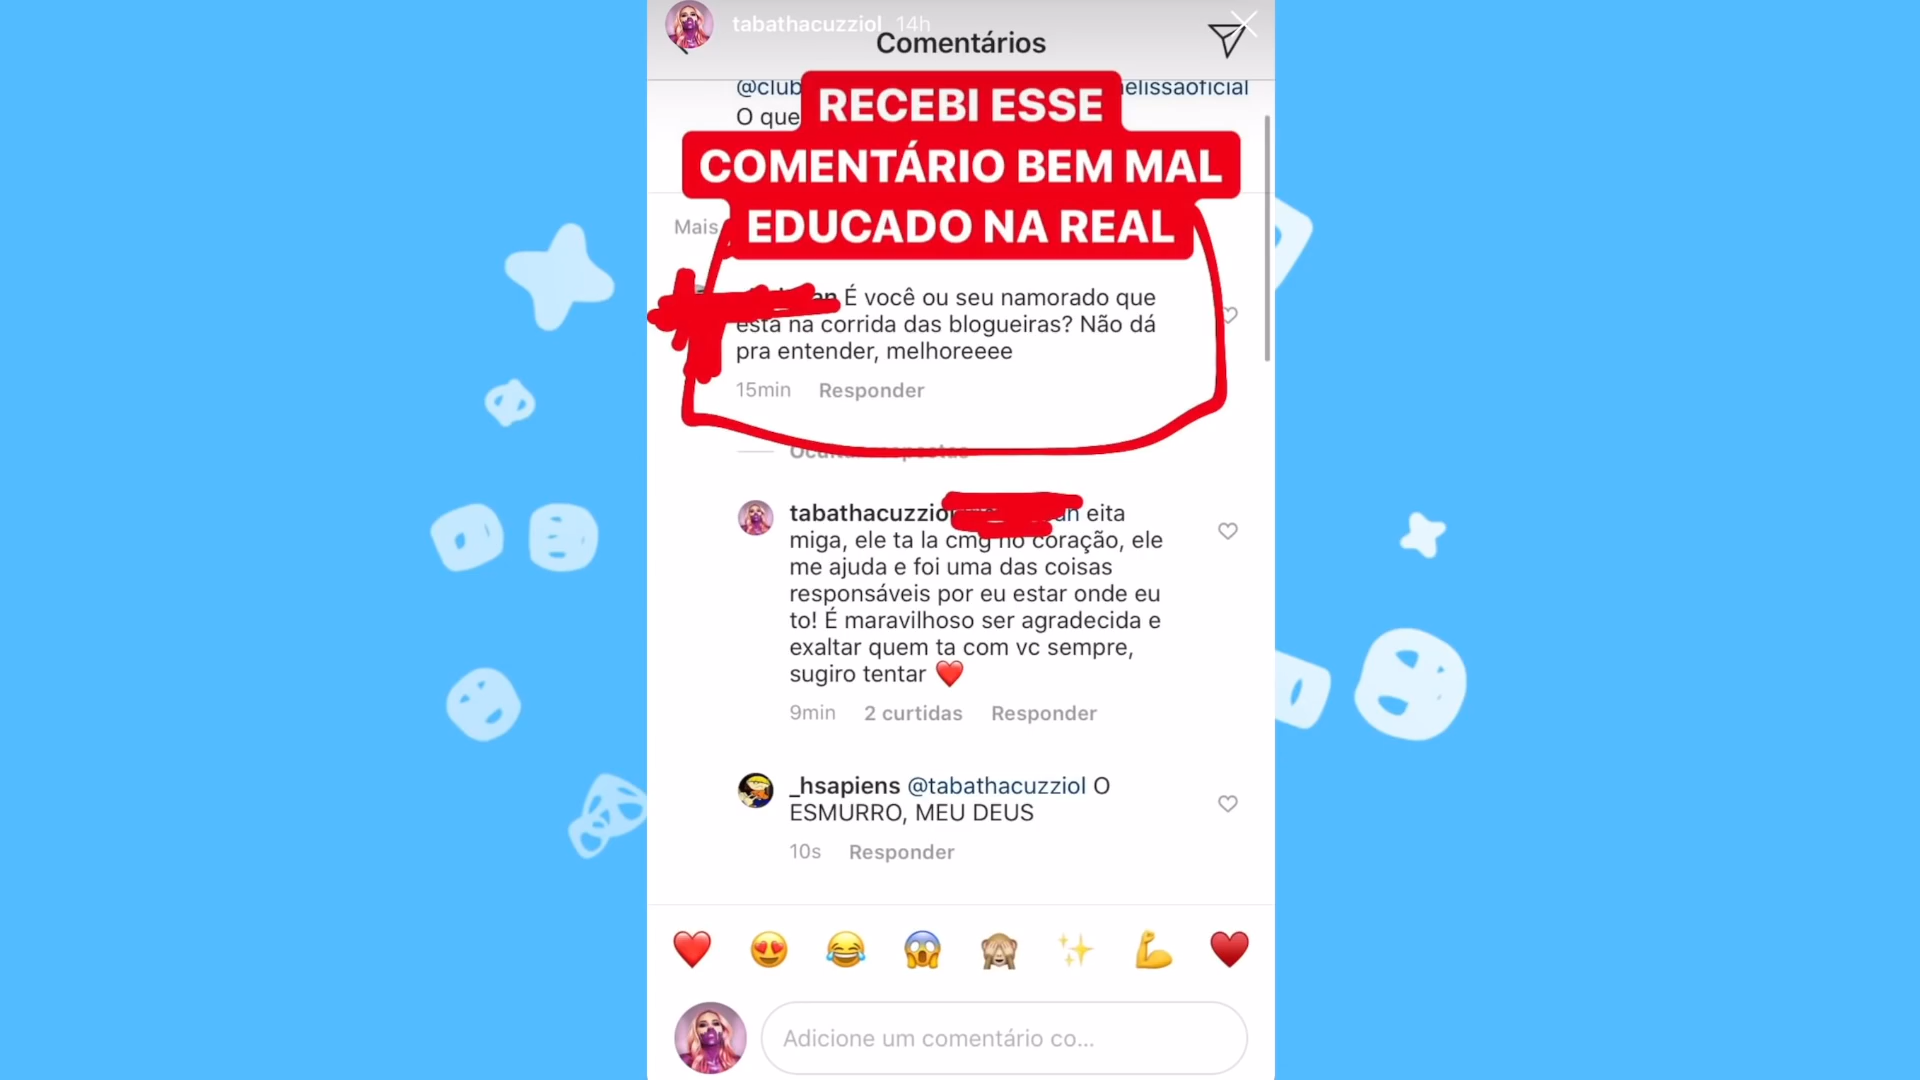 tabathacuzziol 14h
Comentários
@club
elissaoficial
O que
RECEBI ESSE
COMENTÁRIO BEM MAL
EDUCADO NA REAL
Mais
É você ou seu namorado que
está na corrida das blogueiras? Não dá
pra entender, melhoreeee
15min Responder
tabathacuzziol eita
miga, ele ta la cmg no coração, ele
me ajuda e foi uma das coisas
responsáveis por eu estar onde eu
to! É maravilhoso ser agradecida e
exaltar quem ta com vc sempre,
sugiro tentar ❤️
9min 2 curtidas Responder
_hsapiens @tabathacuzziol O
ESMURRO, MEU DEUS
10s Responder
Adicione um comentário co...